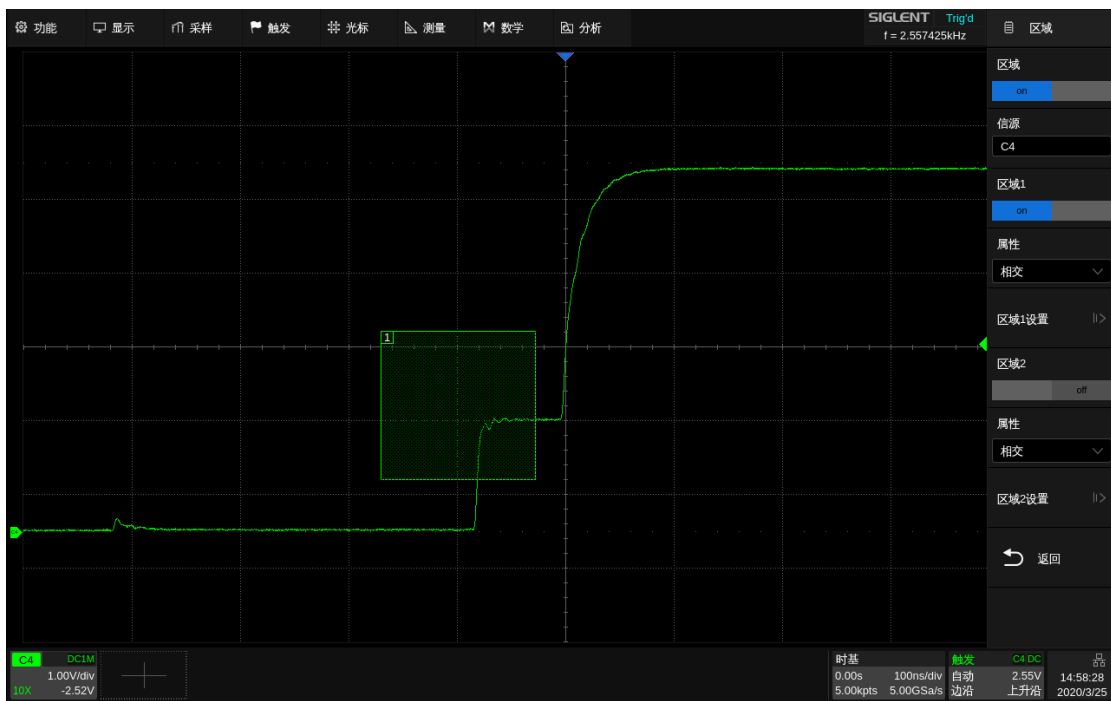 功能 显示 采样 触发 光标 测量 数学 分析 SIGLENT Trig'd 区域
f = 2.557425kHz
区域
on
信源
C4
区域1
on
属性
相交
1
区域1设置
区域2
off
属性
相交
区域2设置
返回
C4 DC1M 时基 触发 C4 DC
1.00V/div 0.00s 100ns/div 自动 2.55V 14:58:28
10X -2.52V 5.00kpts 5.00GSa/s 边沿 上升沿 2020/3/25